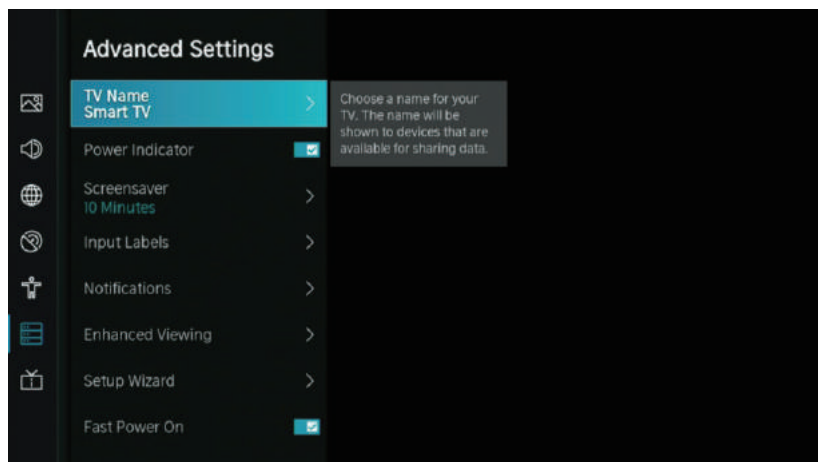 Advanced Settings
TV Name
Smart TV
Choose a name for your
TV. The name will be
shown to devices that are
available for sharing data.
Power Indicator
Screensaver
10 Minutes
Input Labels
Notifications
Enhanced Viewing
Setup Wizard
Fast Power On